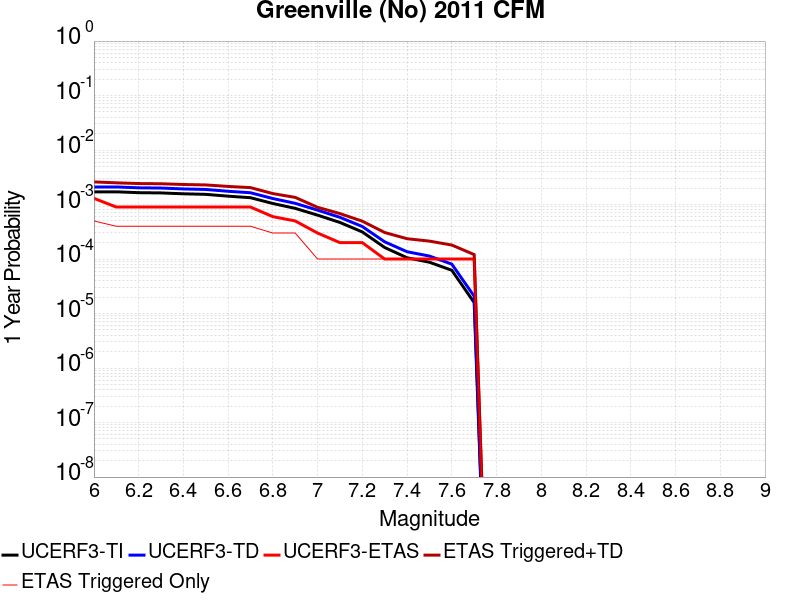 Greenville (No) 2011 CFM
10^0
10^-1
10^-2
10^-3
10^-4
10^-5
10^-6
10^-7
10^-8
1 Year Probability
6 6.2 6.4 6.6 6.8 7 7.2 7.4 7.6 7.8 8 8.2 8.4 8.6 8.8 9
Magnitude
UCERF3-TI UCERF3-TD UCERF3-ETAS ETAS Triggered+TD
ETAS Triggered Only